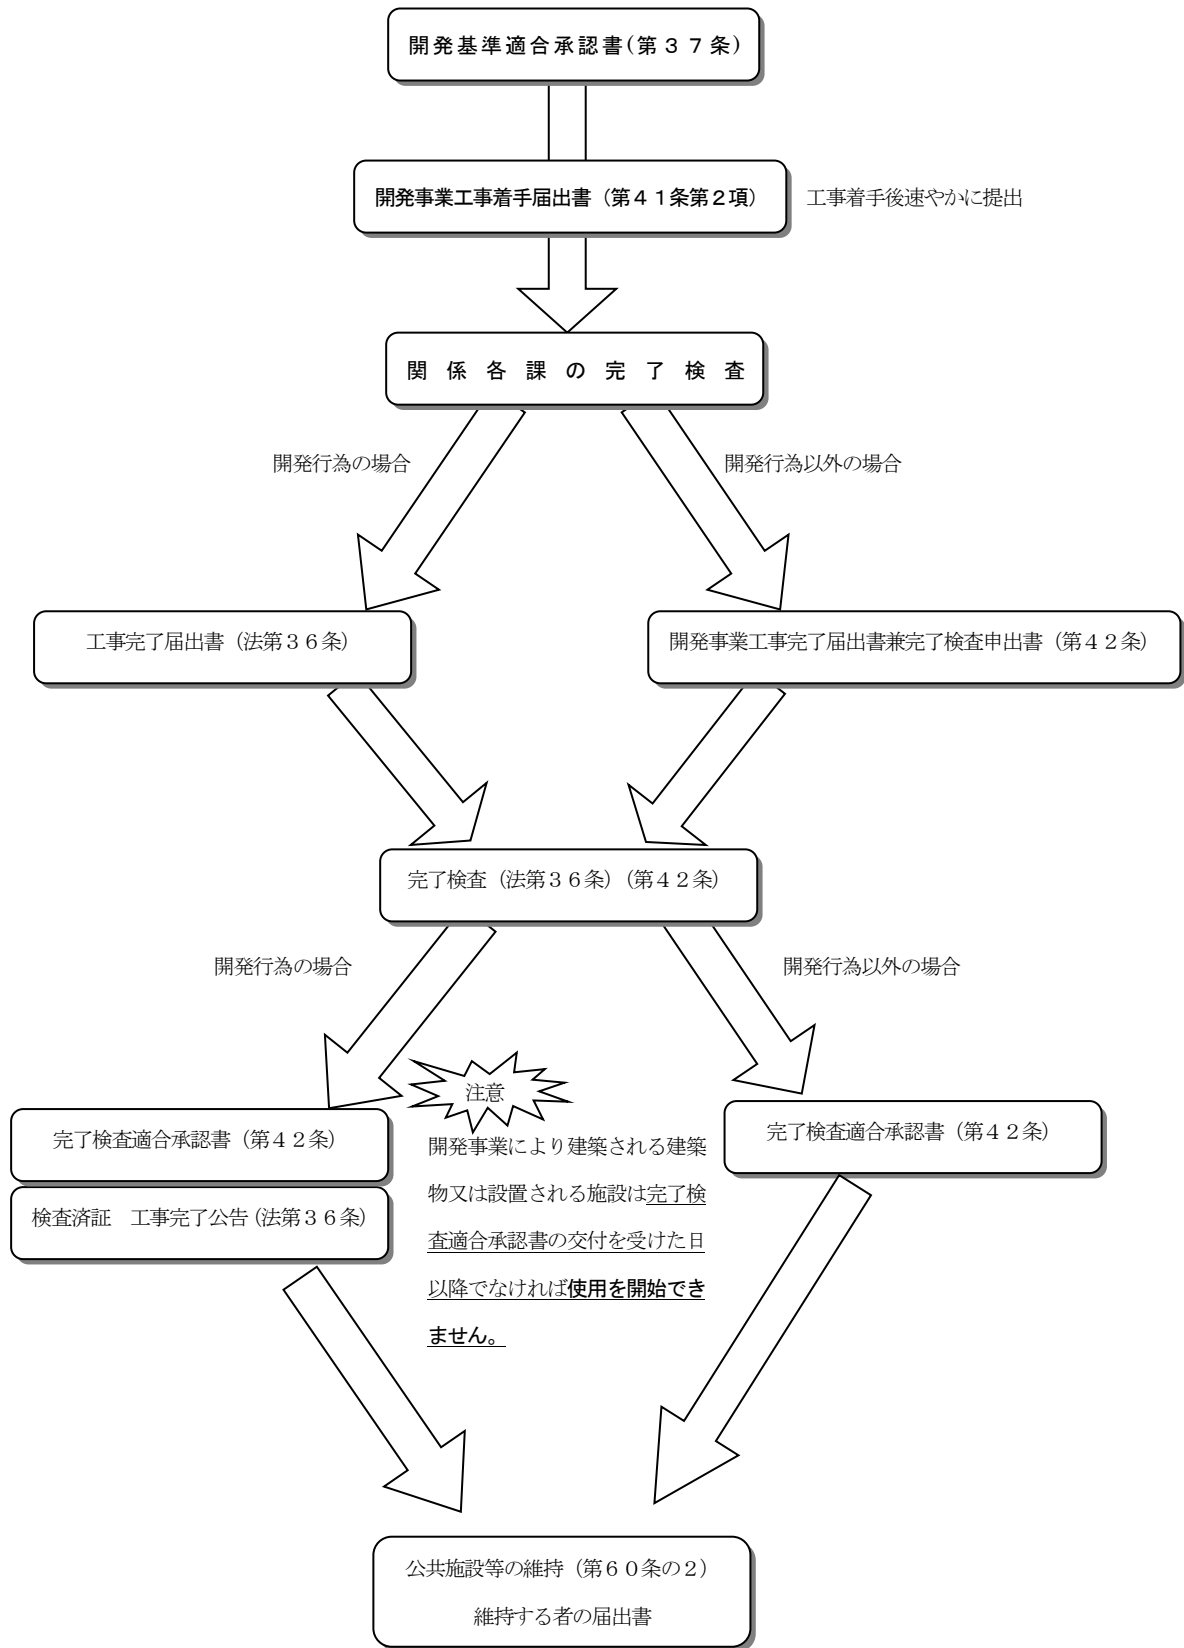 開発基準適合承認書(第３７条)
開発事業工事着手届出書（第４１条第２項）
工事着手後速やかに提出
関係各課の完了検査
開発行為の場合
開発行為以外の場合
工事完了届出書（法第３６条）
開発事業工事完了届出書兼完了検査申出書（第４２条）
完了検査（法第３６条）（第４２条）
開発行為の場合
開発行為以外の場合
注意
完了検査適合承認書（第４２条）
検査済証　工事完了公告（法第３６条）
開発事業により建築される建築
物又は設置される施設は完了検
査適合承認書の交付を受けた日
以降でなければ使用を開始でき
ません。
完了検査適合承認書（第４２条）
公共施設等の維持（第６０条の２）
維持する者の届出書